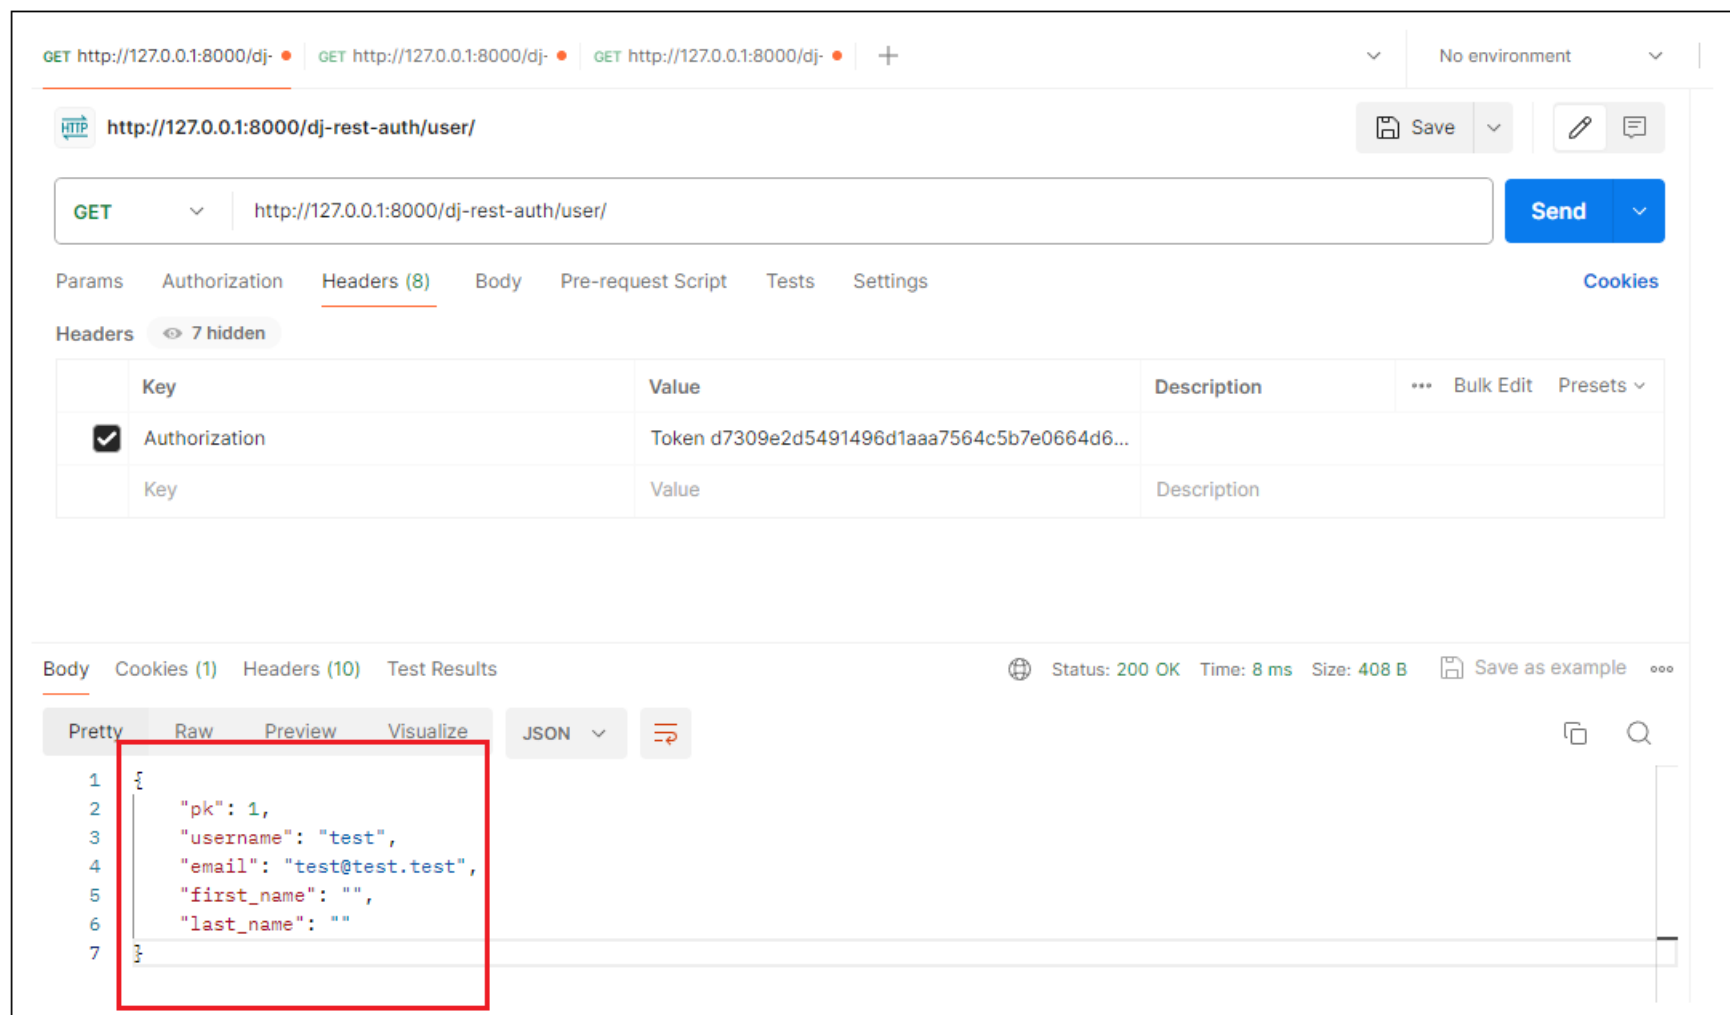 GET http://127.0.0.1:8000/dj- GET http://127.0.0.1:8000/dj- GET http://127.0.0.1:8000/dj- No environment
HTTP http://127.0.0.1:8000/dj-rest-auth/user/ Save
GET http://127.0.0.1:8000/dj-rest-auth/user/ Send
Params Authorization Headers (8) Body Pre-request Script Tests Settings Cookies
Headers 7 hidden
Key Value Description Bulk Edit Presets
Authorization Token d7309e2d5491496d1aaa7564c5b7e0664d6...
Key Value Description
Body Cookies (1) Headers (10) Test Results Status: 200 OK Time: 8 ms Size: 408 B Save as example
Pretty Raw Preview Visualize JSON
1 {
2 "pk": 1,
3 "username": "test",
4 "email": "test@test.test",
5 "first_name": "",
6 "last_name": ""
7 }